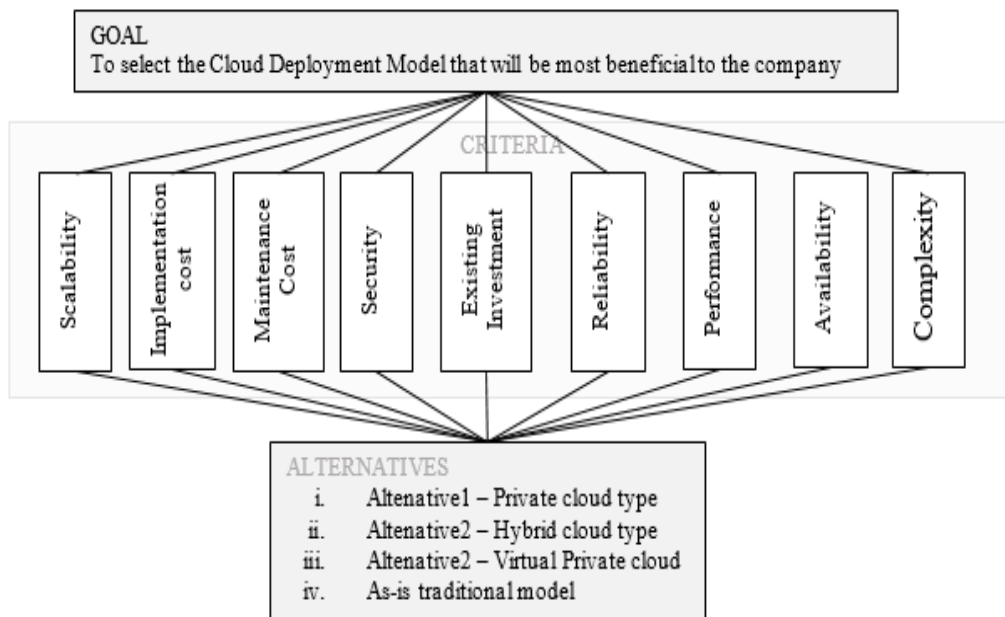 GOAL
To select the Cloud Deployment Model that will be most beneficial to the company
CRITERIA
Scalability
Implementation
cost
Maintenance
Cost
Security
Existing
Investment
Reliability
Performance
Availability
Complexity
ALTERNATIVES
i. Altenative1 – Private cloud type
ii. Altenative2 – Hybrid cloud type
iii. Altenative2 – Virtual Private cloud
iv. As-is traditional model